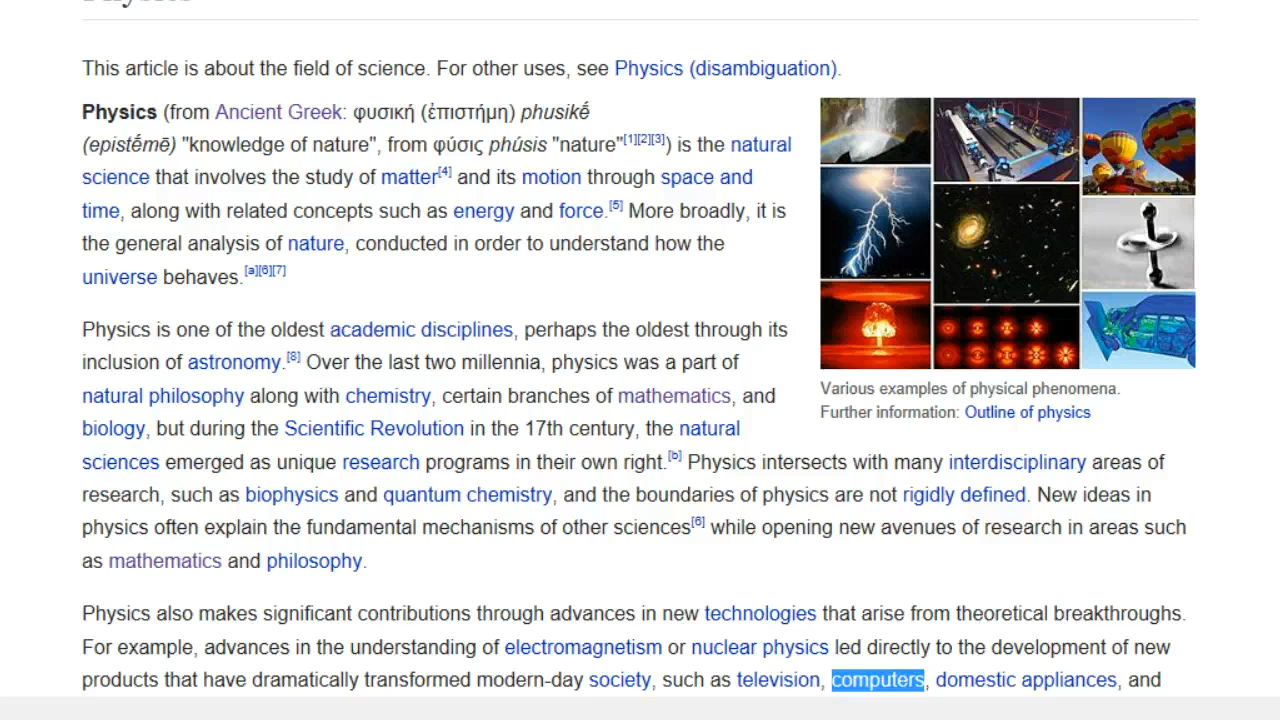 This article is about the field of science. For other uses, see Physics (disambiguation).
Physics (from Ancient Greek: φυσική (ἐπιστήμη) phusikḗ
(epistḗmē) "knowledge of nature", from φύσις phúsis "nature"[1][2][3]) is the natural
science that involves the study of matter[4] and its motion through space and
time, along with related concepts such as energy and force.[5] More broadly, it is
the general analysis of nature, conducted in order to understand how the
universe behaves.[a][6][7]
Various examples of physical phenomena.
Further information: Outline of physics
Physics is one of the oldest academic disciplines, perhaps the oldest through its
inclusion of astronomy.[8] Over the last two millennia, physics was a part of
natural philosophy along with chemistry, certain branches of mathematics, and
biology, but during the Scientific Revolution in the 17th century, the natural
sciences emerged as unique research programs in their own right.[b] Physics intersects with many interdisciplinary areas of
research, such as biophysics and quantum chemistry, and the boundaries of physics are not rigidly defined. New ideas in
physics often explain the fundamental mechanisms of other sciences[6] while opening new avenues of research in areas such
as mathematics and philosophy.
Physics also makes significant contributions through advances in new technologies that arise from theoretical breakthroughs.
For example, advances in the understanding of electromagnetism or nuclear physics led directly to the development of new
products that have dramatically transformed modern-day society, such as television, computers, domestic appliances, and